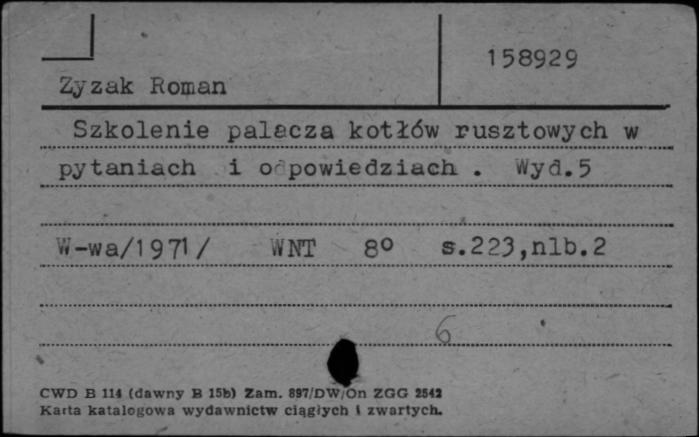 158929
Zyzak Roman
Szkolenie palacza kotłów rusztowych w
pytaniach i odpowiedziach . Wyd.5
W-wa/1971/ WNT 8° s.223,nlb.2
6
CWD B 114 (dawny B 15b) Zam. 897/DW/On ZGG 2542
Karta katalogowa wydawnictw ciągłych i zwartych.